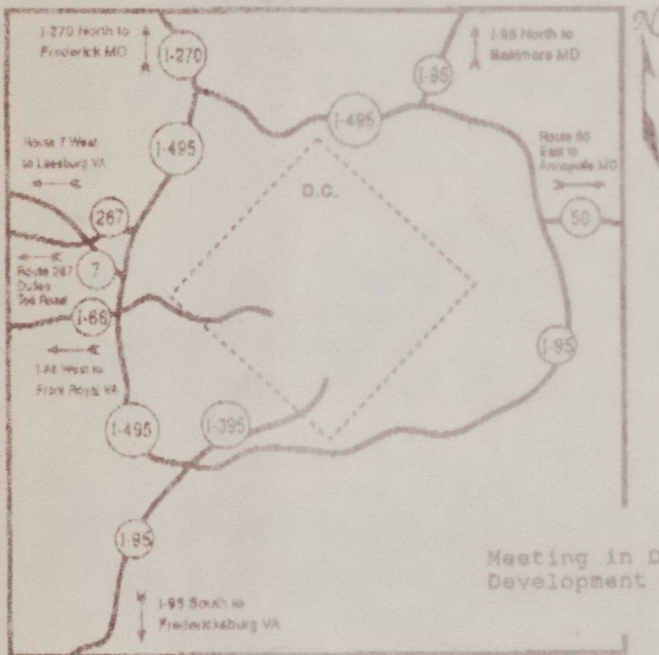 I-270 North to
Frederick MD
I-270
I-95 North to
Baltimore MD
N
I-95
I-495
I-495
Route 7 West
to Leesburg VA
Route 50
East to
Annapolis MD
D.C.
267
50
7
Route 267
Dulles
Toll Road
I-66
I-95
I-66 West to
Front Royal VA
I-495
I-395
I-95
Meeting in D
Development
I-95 South to
Fredericksburg VA